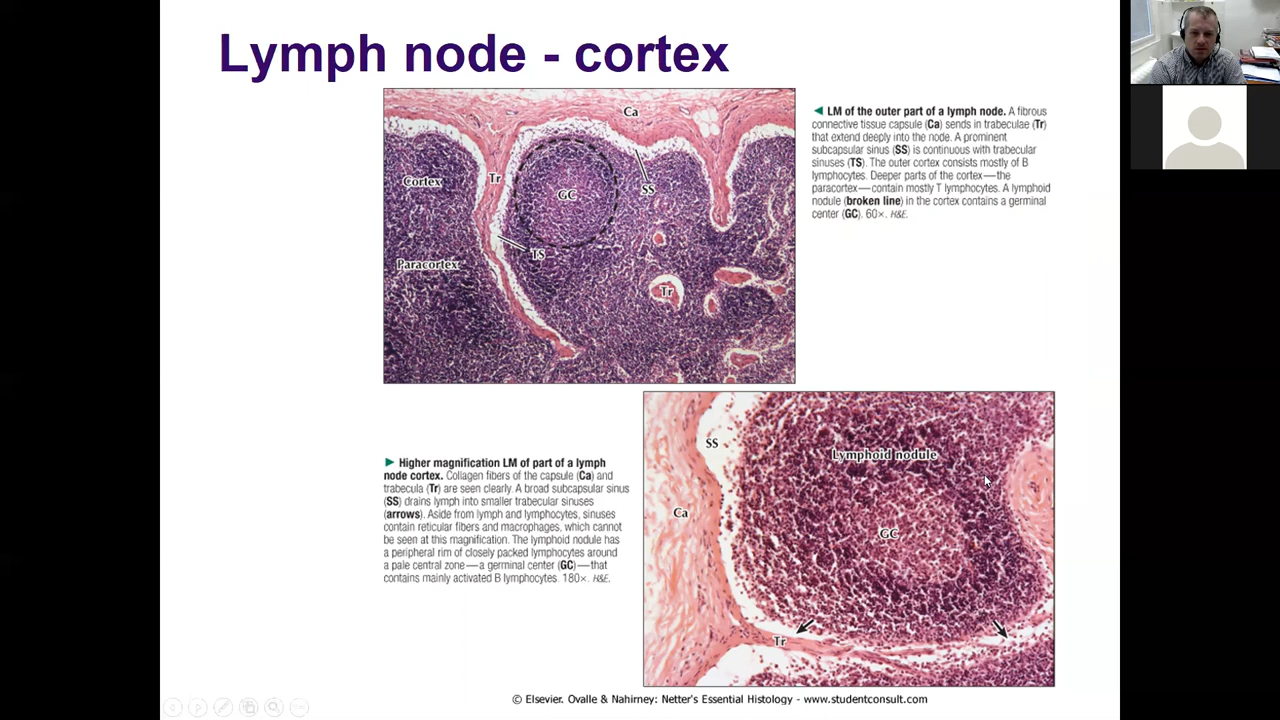 Lymph node - cortex
Ca
Tr
GC
SS
Cortex
TS
Paracortex
Tr
◄ LM of the outer part of a lymph node. A fibrous
connective tissue capsule (Ca) sends in trabeculae (Tr)
that extend deeply into the node. A prominent
subcapsular sinus (SS) is continuous with trabecular
sinuses (TS). The outer cortex consists mostly of B
lymphocytes. Deeper parts of the cortex—the
paracortex—contain mostly T lymphocytes. A lymphoid
nodule (broken line) in the cortex contains a germinal
center (GC). 60×. H&E.
► Higher magnification LM of part of a lymph
node cortex. Collagen fibers of the capsule (Ca) and
trabecula (Tr) are seen clearly. A broad subcapsular sinus
(SS) drains lymph into smaller trabecular sinuses
(arrows). Aside from lymph and lymphocytes, sinuses
contain reticular fibers and macrophages, which cannot
be seen at this magnification. The lymphoid nodule has
a peripheral rim of closely packed lymphocytes around
a pale central zone—a germinal center (GC)—that
contains mainly activated B lymphocytes. 180×. H&E.
SS
Lymphoid nodule
Ca
GC
Tr
© Elsevier. Ovalle & Nahirney: Netter's Essential Histology - www.studentconsult.com